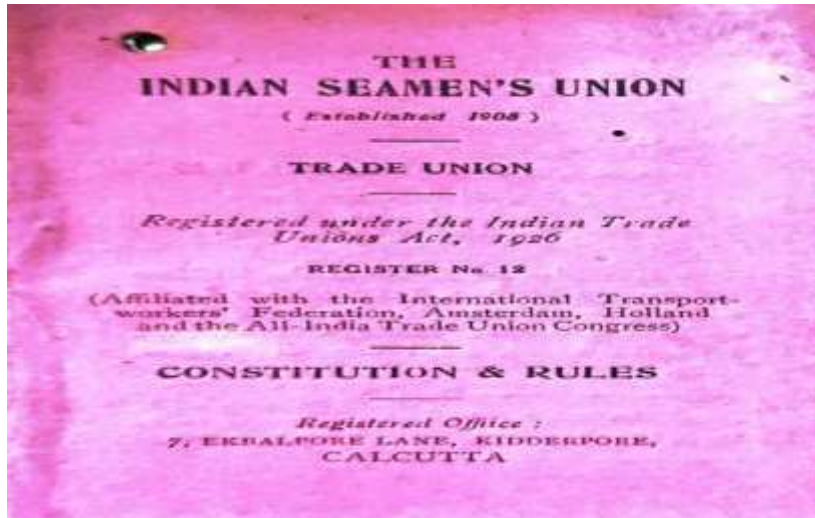 THE
INDIAN SEAMEN'S UNION
( Established 1908 )
TRADE UNION
Registered under the Indian Trade
Unions Act, 1926
REGISTER No 12
(Affiliated with the International Transport-
workers' Federation, Amsterdam, Holland
and the All-India Trade Union Congress)
CONSTITUTION & RULES
Registered Office :
7, EKBALPORE LANE, KIDDERPORE,
CALCUTTA